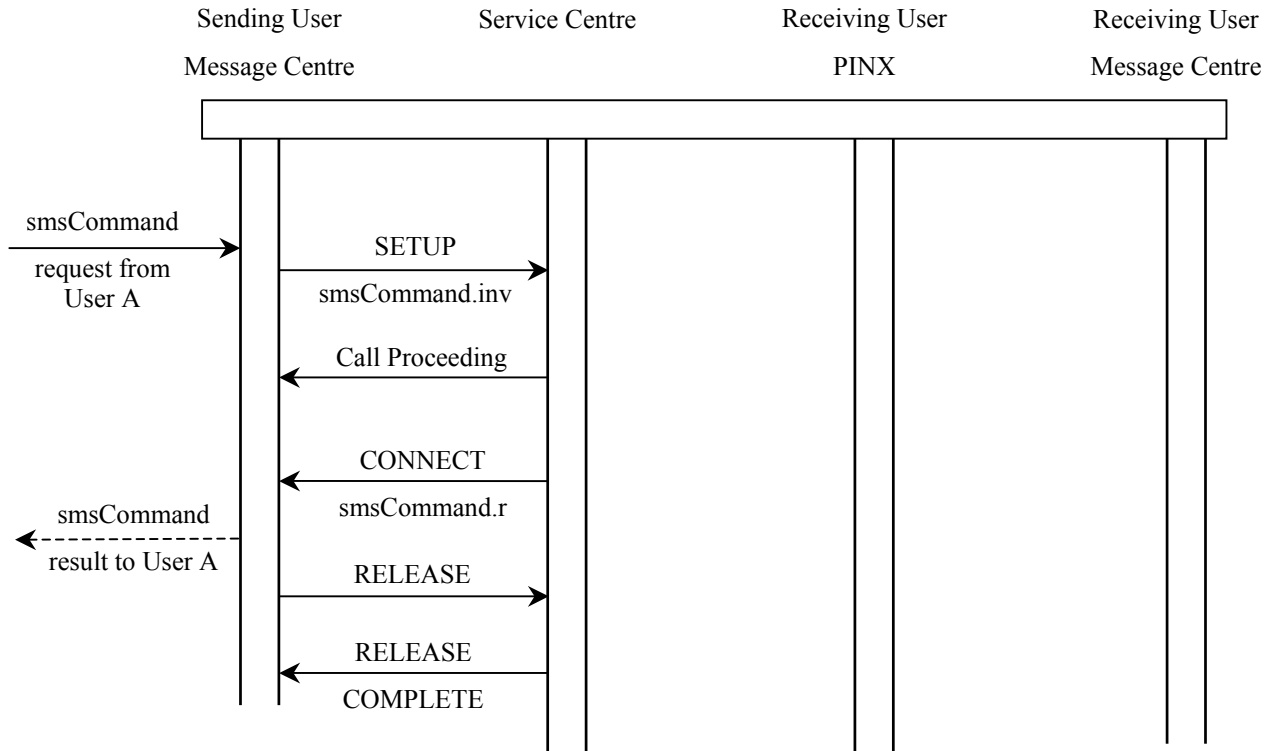 Sending User
Message Centre
Service Centre
Receiving User
PINX
Receiving User
Message Centre
smsCommand
request from
User A
SETUP
smsCommand.inv
Call Proceeding
CONNECT
smsCommand.r
smsCommand
result to User A
RELEASE
RELEASE
COMPLETE